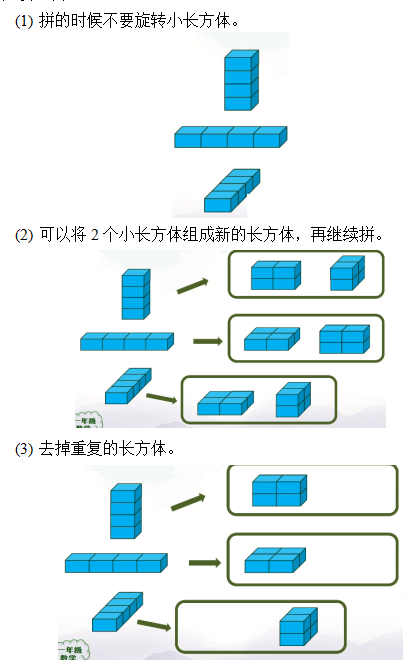 (1) 拼的时候不要旋转小长方体。
(2) 可以将 2 个小长方体组成新的长方体，再继续拼。
一年级
数学
(3) 去掉重复的长方体。
一年级
数学